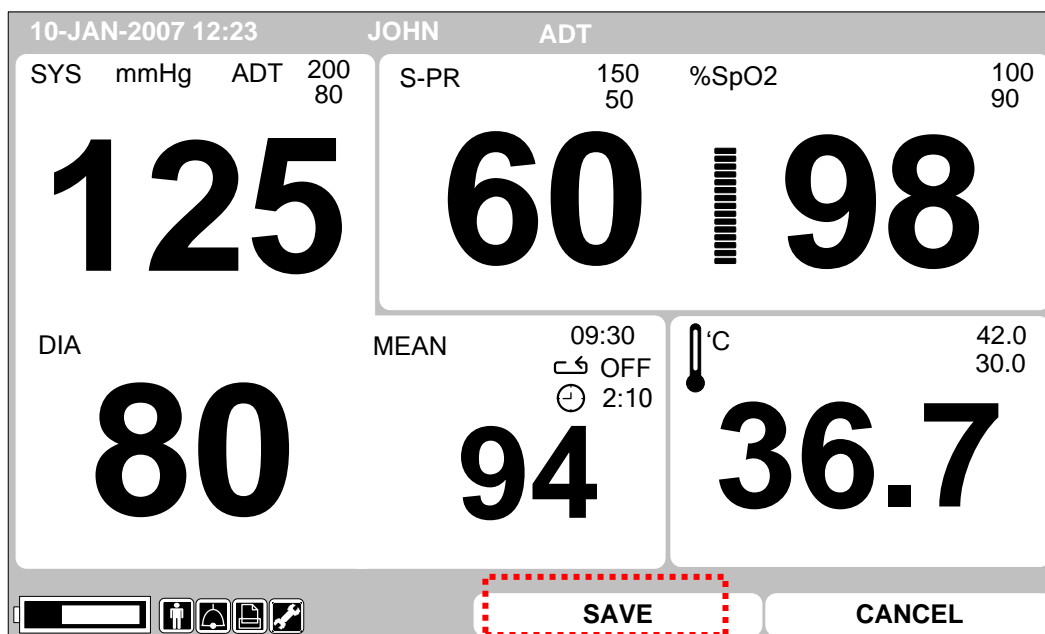 10-JAN-2007 12:23 JOHN ADT
SYS mmHg ADT 200
80
125
S-PR 150
50
60
%SpO2 100
90
98
DIA
80
MEAN 09:30
OFF
2:10
94
‘C 42.0
30.0
36.7
SAVE CANCEL